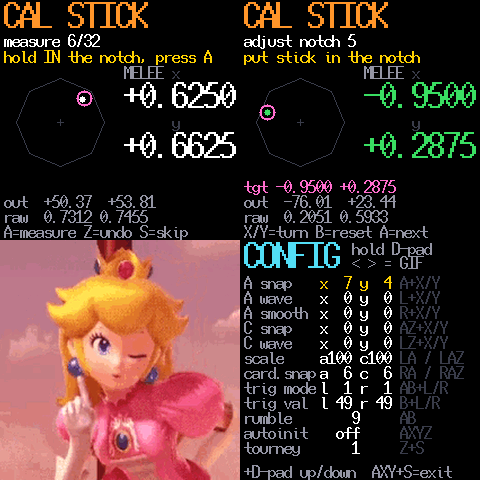 CAL STICK
measure 6/32
hold IN the notch, press A
MELEE x
+0.6250
y
+0.6625
out +50.37 +53.81
raw 0.7312 0.7455
A=measure Z=undo S=skip
CAL STICK
adjust notch 5
put stick in the notch
MELEE x
-0.9500
y
+0.2875
tgt -0.9500 +0.2875
out -76.01 +23.44
raw 0.2051 0.5933
X/Y=turn B=reset A=next
CONFIG hold D-pad
< > = GIF
A snap x 7 y 4 A+X/Y
A wave x 0 y 0 L+X/Y
A smooth x 0 y 0 R+X/Y
C snap x 0 y 0 AZ+X/Y
C wave x 0 y 0 LZ+X/Y
scale a100 c100 LA / LAZ
card.snap a 6 c 6 RA / RAZ
trig mode l 1 r 1 AB+L/R
trig val l 49 r 49 B+L/R
rumble 9 AB
autoinit off AXYZ
tourney 1 Z+S
+D-pad up/down AXY+S=exit